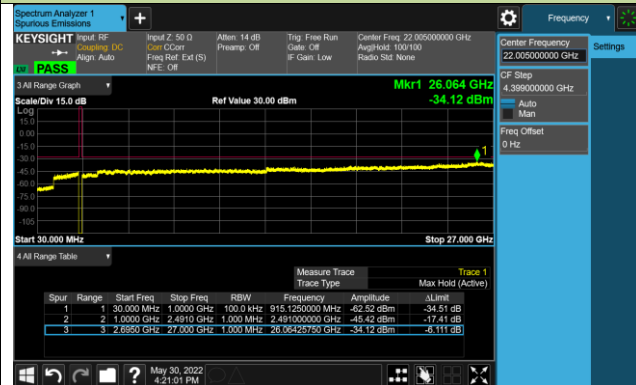 Spectrum Analyzer 1
Spurious Emissions
Frequency
KEYSIGHT
Input: RF
Coupling: DC
Align: Auto
Input Z: 50 Ω
Corr CCorr
Freq Ref: Ext (S)
NFE: Off
Atten: 14 dB
Preamp: Off
Trig: Free Run
Gate: Off
IF Gain: Low
Center Freq: 22.005000000 GHz
Avg|Hold: 100/100
Radio Std: None
PASS
Center Frequency
22.005000000 GHz
Settings
CF Step
4.399000000 GHz
Auto
Man
Freq Offset
0 Hz
3 All Range Graph
Mkr1 26.064 GHz
Scale/Div 15.0 dB
Ref Value 30.00 dBm
-34.12 dBm
Log
15.0
0.00
-15.0
-30.0
-45.0
-60.0
-75.0
-90.0
-105
1
Start 30.000 MHz
Stop 27.000 GHz
4 All Range Table
Measure Trace Trace 1
Trace Type Max Hold (Active)
Spur Range Start Freq Stop Freq RBW Frequency Amplitude ΔLimit
1 1 30.000 MHz 1.0000 GHz 100.0 kHz 915.1250000 MHz -62.52 dBm -34.51 dB
2 2 1.0000 GHz 2.4910 GHz 1.000 MHz 2.491000000 GHz -45.42 dBm -17.41 dB
3 3 2.6950 GHz 27.000 GHz 1.000 MHz 26.06425750 GHz -34.12 dBm -6.111 dB
May 30, 2022
4:21:01 PM